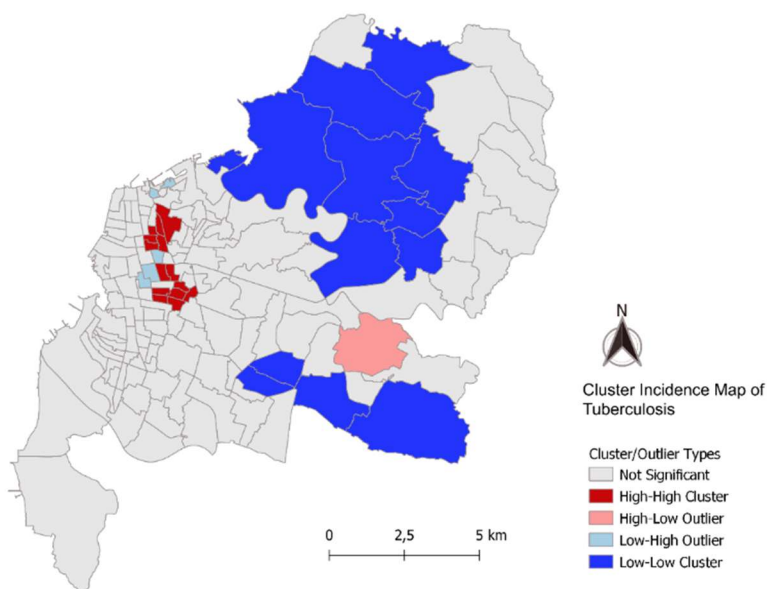 N
Cluster Incidence Map of
Tuberculosis
Cluster/Outlier Types
Not Significant
High-High Cluster
High-Low Outlier
Low-High Outlier
Low-Low Cluster
0 2,5 5 km